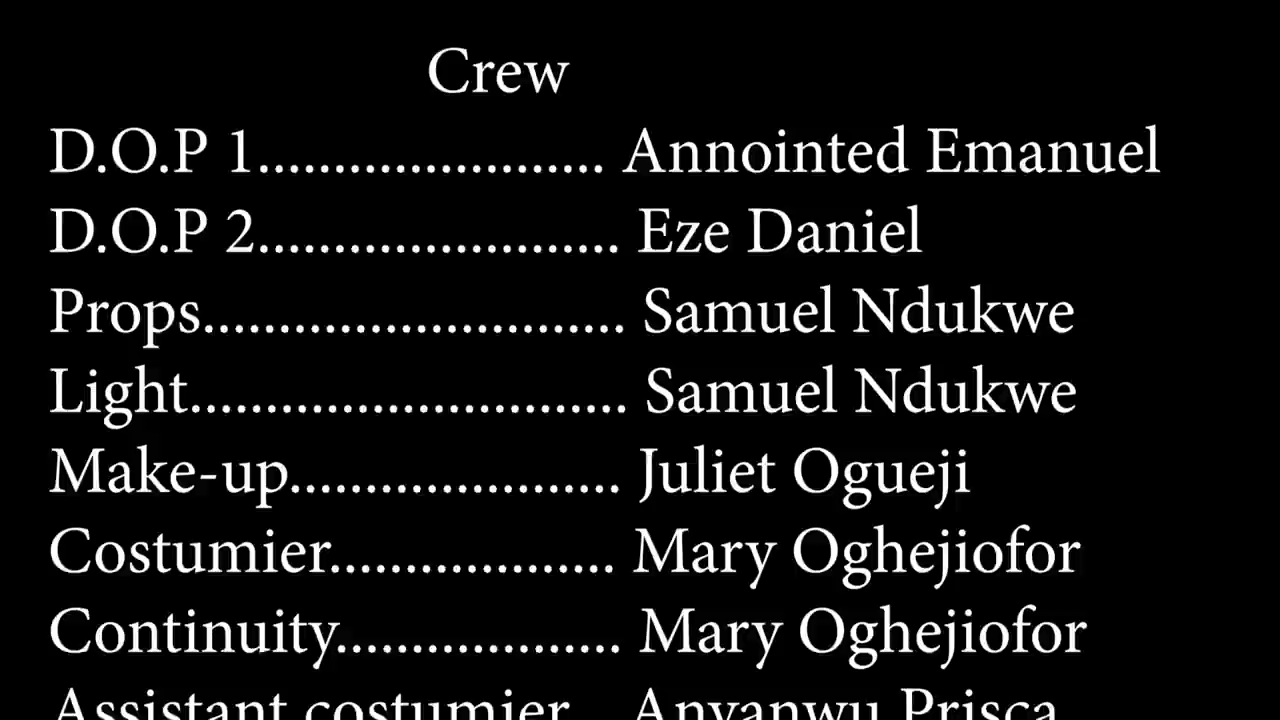 Crew
D.O.P 1....................... Annointed Emanuel
D.O.P 2........................ Eze Daniel
Props............................ Samuel Ndukwe
Light............................. Samuel Ndukwe
Make-up...................... Juliet Ogueji
Costumier................... Mary Oghejiofor
Continuity................... Mary Oghejiofor
Assistant costumier... Anyanwu Prisca